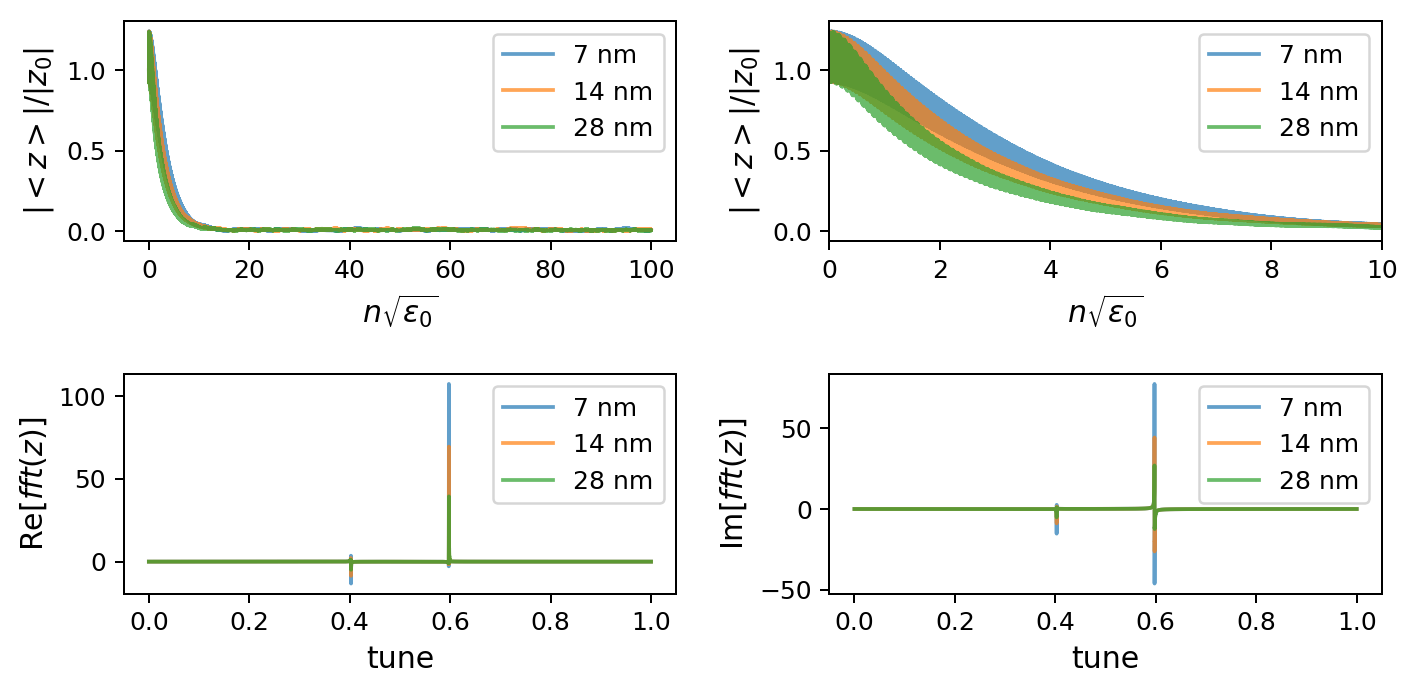 |< z >|/|z₀|
1.0
0.5
0.0
7 nm
14 nm
28 nm
0 20 40 60 80 100
n√ε₀
|< z >|/|z₀|
1.0
0.5
0.0
7 nm
14 nm
28 nm
0 2 4 6 8 10
n√ε₀
Re[fft(z)]
100
50
0
7 nm
14 nm
28 nm
0.0 0.2 0.4 0.6 0.8 1.0
tune
Im[fft(z)]
50
0
−50
7 nm
14 nm
28 nm
0.0 0.2 0.4 0.6 0.8 1.0
tune